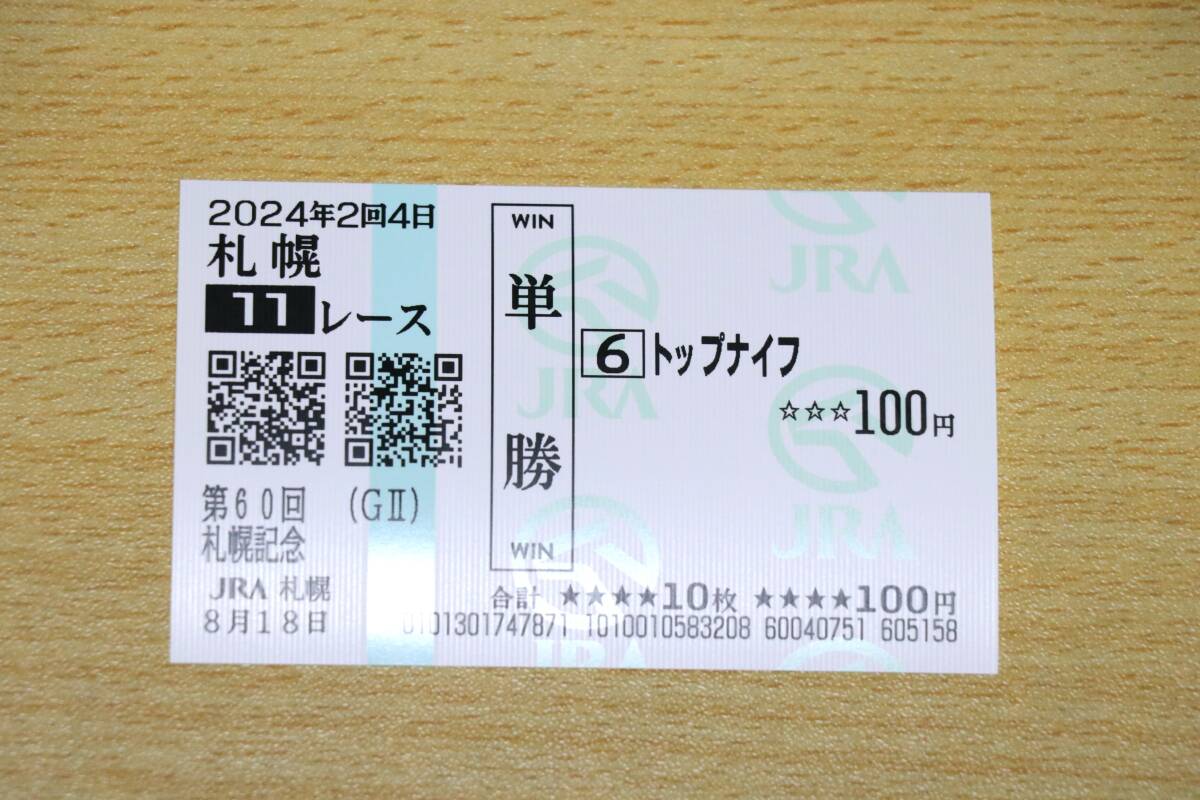 2024年2回4日
札幌
11レース
第60回 (GⅡ)
札幌記念
JRA 札幌
8月18日
WIN
単勝
WIN
6 トップナイフ
☆☆☆100円
合計 ★★★★10枚 ★★★★100円
0101301747871 1010010583208 60040751 605158
JRA
JRA
JRA
JRA